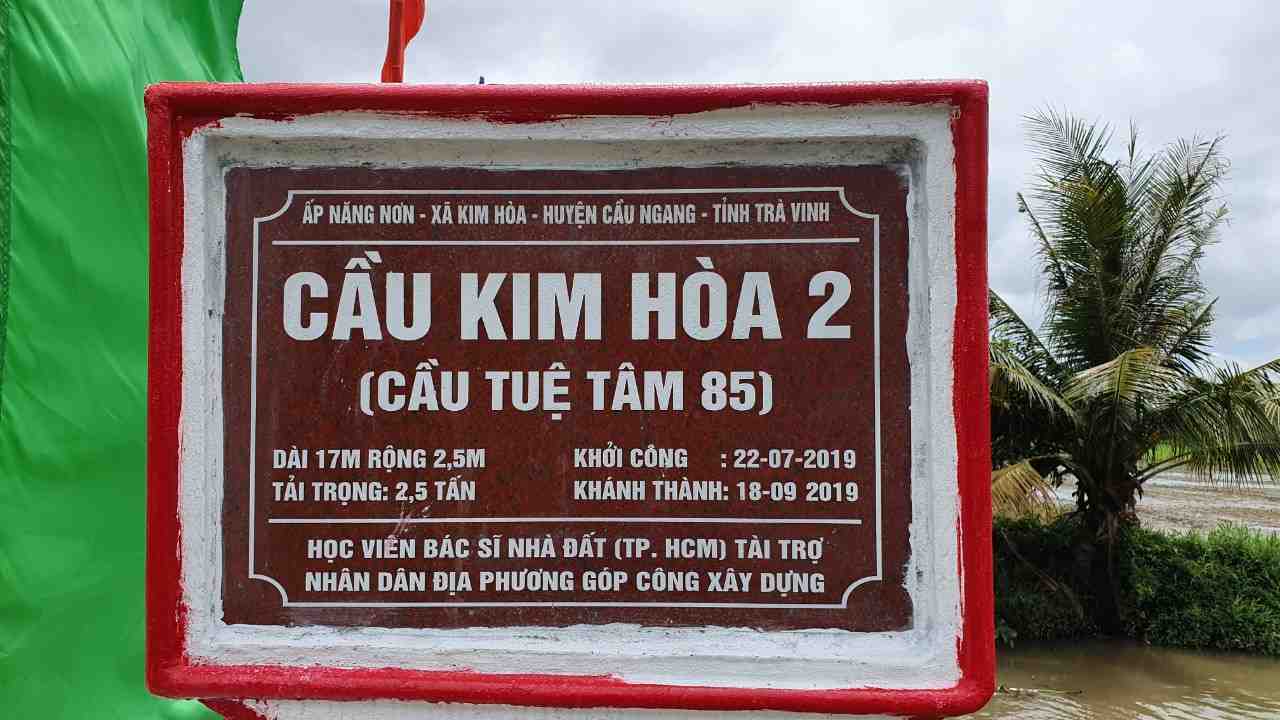 ẤP NĂNG NƠN - XÃ KIM HÒA - HUYỆN CẦU NGANG - TỈNH TRÀ VINH
CẦU KIM HÒA 2
(CẦU TUỆ TÂM 85)
DÀI 17M RỘNG 2,5M
TẢI TRỌNG: 2,5 TẤN
KHỞI CÔNG : 22-07-2019
KHÁNH THÀNH: 18-09 2019
HỌC VIÊN BÁC SĨ NHÀ ĐẤT (TP. HCM) TÀI TRỢ
NHÂN DÂN ĐỊA PHƯƠNG GÓP CÔNG XÂY DỰNG